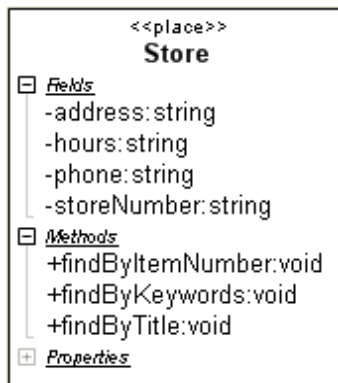 <<place>>
Store
Fields
-address:string
-hours:string
-phone:string
-storeNumber:string
Methods
+findByItemNumber:void
+findByKeywords:void
+findByTitle:void
Properties